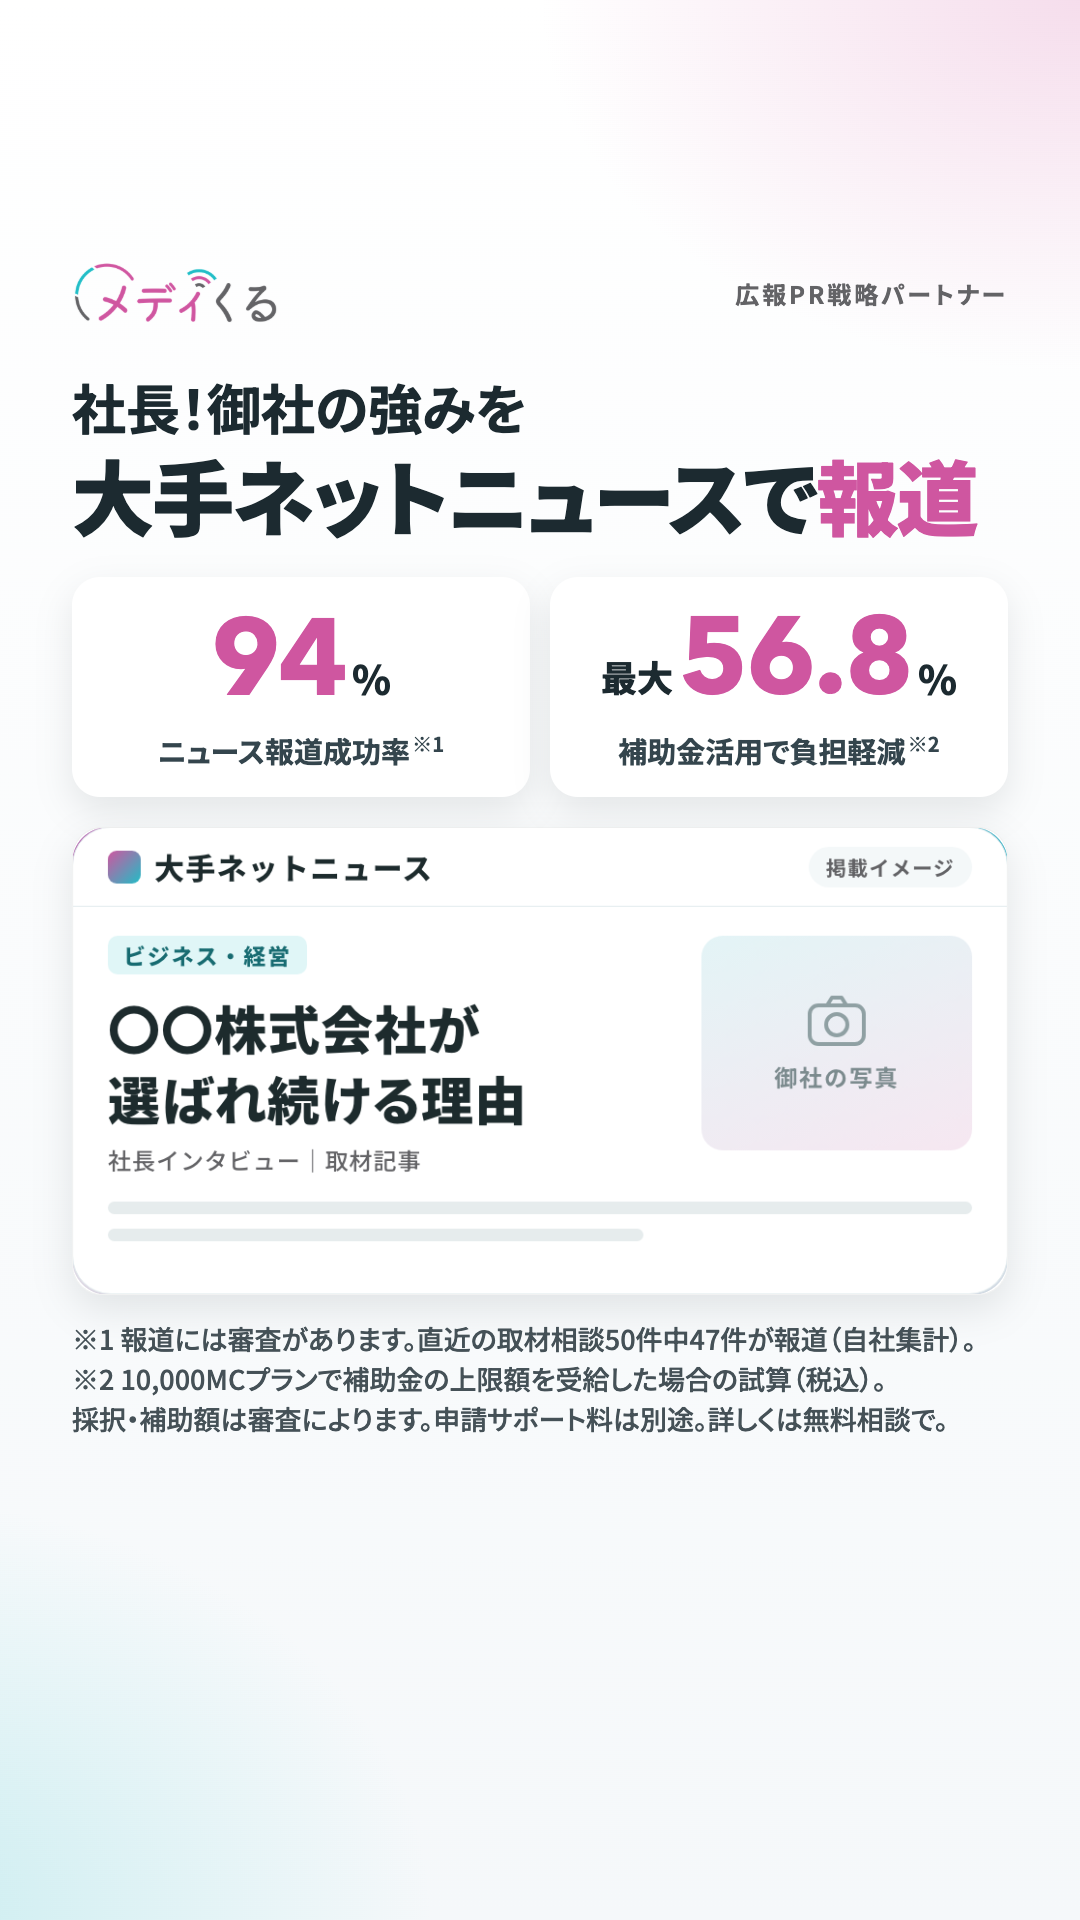 メディくる
広報PR戦略パートナー
社長！御社の強みを
大手ネットニュースで報道
94%
ニュース報道成功率※1
最大56.8%
補助金活用で負担軽減※2
大手ネットニュース
掲載イメージ
ビジネス・経営
〇〇株式会社が
選ばれ続ける理由
社長インタビュー｜取材記事
御社の写真
※1 報道には審査があります。直近の取材相談50件中47件が報道（自社集計）。
※2 10,000MCプランで補助金の上限額を受給した場合の試算（税込）。
採択・補助額は審査によります。申請サポート料は別途。詳しくは無料相談で。